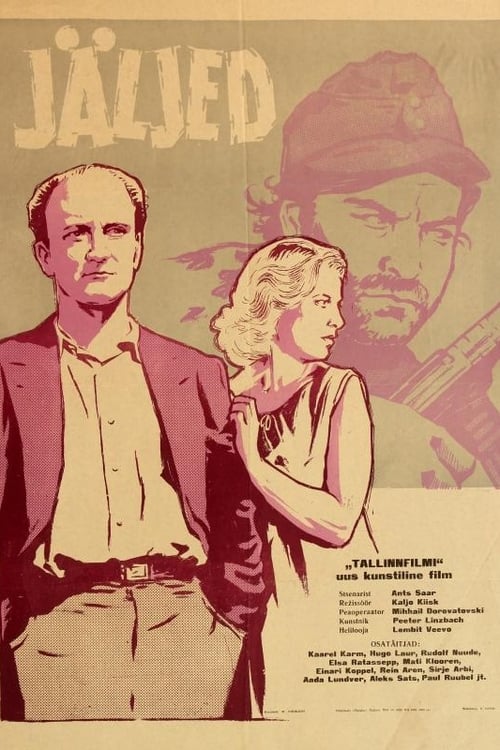 JÄLJED
„TALLINNFILMI“
uus kunstiline film
Stsenarist Ants Saar
Režissöör Kaljo Kiisk
Peaoperaator Mihhail Dorovatovski
Kunstnik Peeter Linzbach
Helilooja Lembit Veevo
OSATÄITJAD:
Kaarel Karm, Hugo Laur, Rudolf Nuude,
Elsa Ratassepp, Mati Klooren,
Einari Koppel, Rein Aren, Sirje Arbi,
Aada Lundver, Aleks Sats, Paul Ruubel jt.